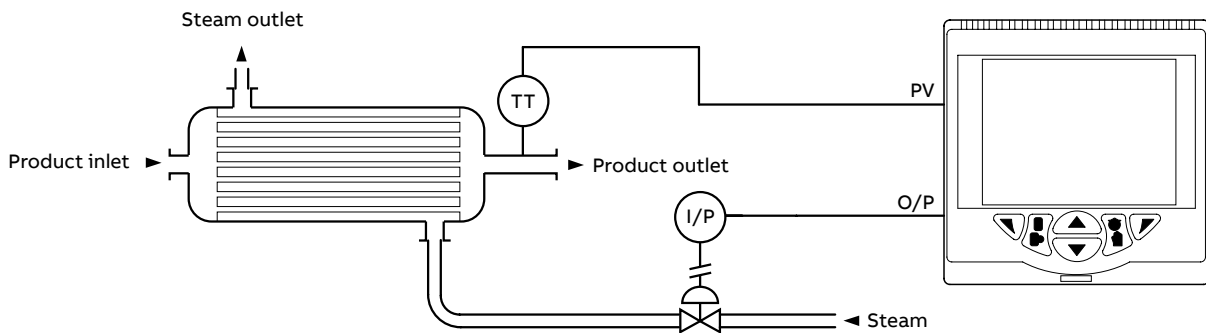 Steam outlet
TT
PV
Product inlet
Product outlet
I/P
O/P
Steam